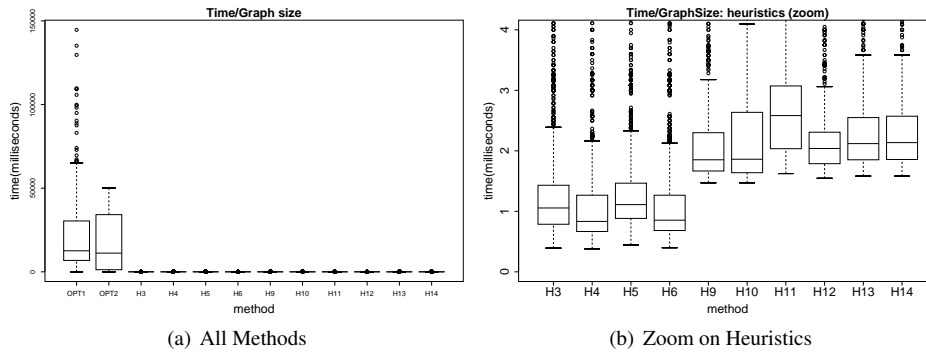 Time/Graph size
time(milliseconds)
150000
100000
50000
0
OPT1 OPT2 H3 H4 H5 H6 H9 H10 H11 H12 H13 H14
method
(a) All Methods
Time/GraphSize: heuristics (zoom)
time(milliseconds)
4
3
2
1
0
H3 H4 H5 H6 H9 H10 H11 H12 H13 H14
method
(b) Zoom on Heuristics